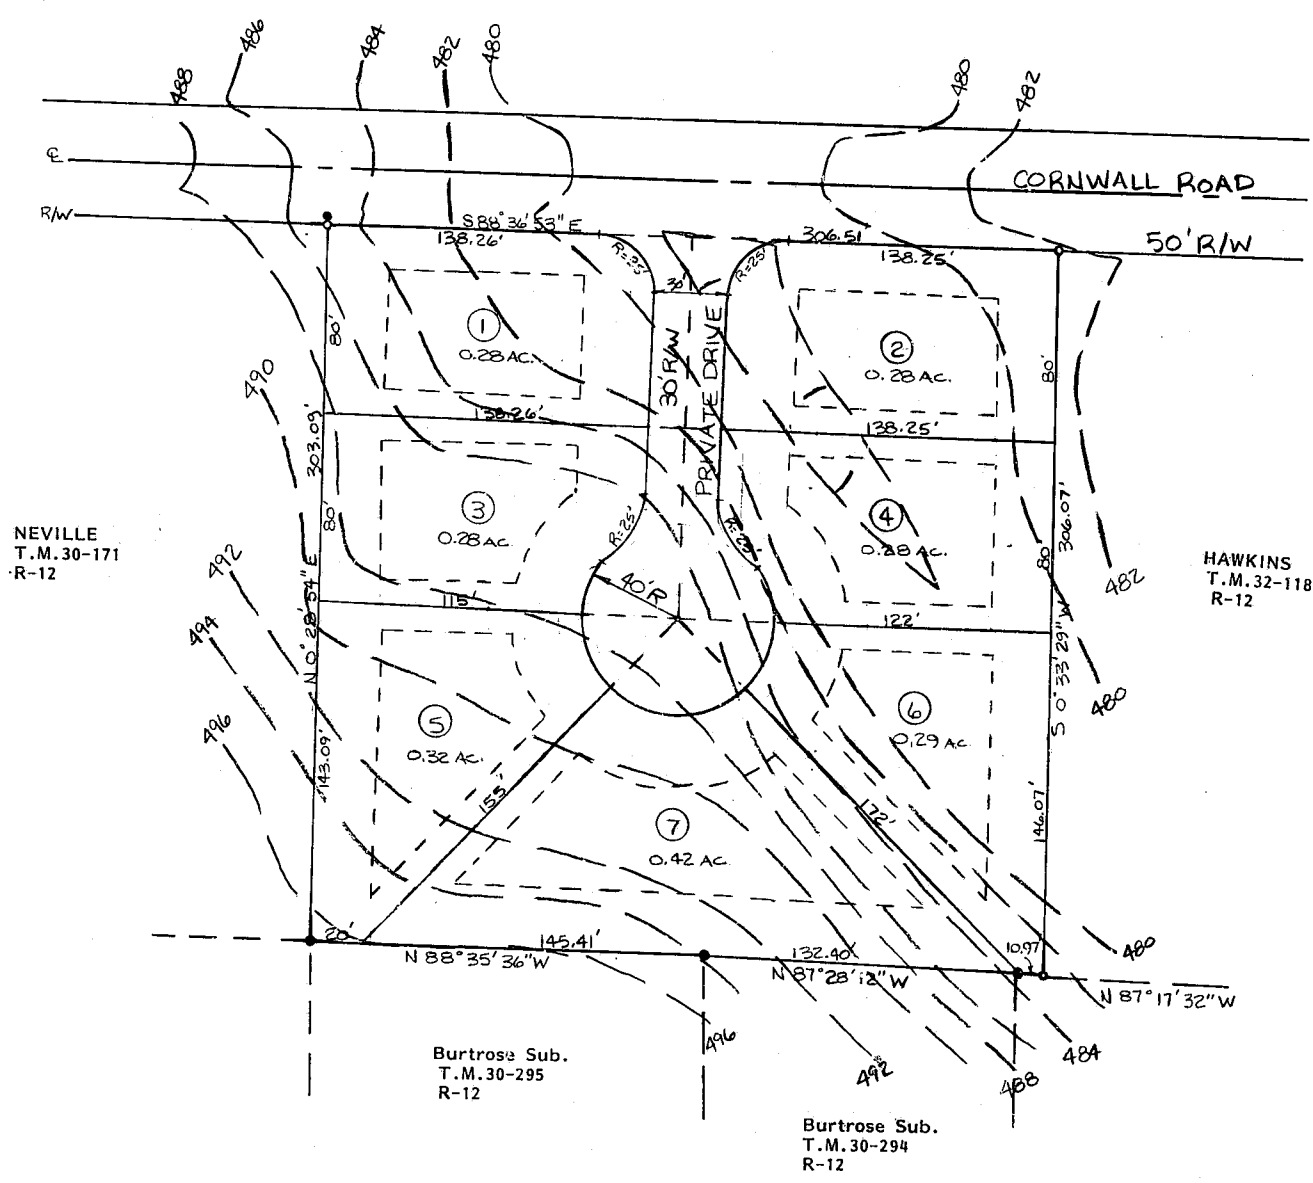 488
486
484
482
480
480
482
℄
CORNWALL ROAD
R/W
S 88° 36' 53" E
138.26'
R=25'
30'
R=25'
306.51
138.25'
50' R/W
80'
1
0.28 AC.
30' R/W
PRIVATE DRIVE
2
0.28 AC.
80'
490
138.26'
138.25'
303.09'
NEVILLE
T.M.30-171
R-12
80'
3
0.28 AC.
R=25'
4
0.28 AC.
306.07'
80'
482
HAWKINS
T.M.32-118
R-12
492
N 0° 28' 54" E
115'
40' R
122'
S 0° 33' 29" W
494
496
5
0.32 AC.
6
0.29 AC.
480
143.09'
155'
7
0.42 AC.
172'
146.07'
20'
145.41'
N 88° 35' 36" W
132.40'
N 87° 28' 12" W
10.97'
480
N 87° 17' 32" W
496
492
488
484
Burtrose Sub.
T.M.30-295
R-12
Burtrose Sub.
T.M.30-294
R-12